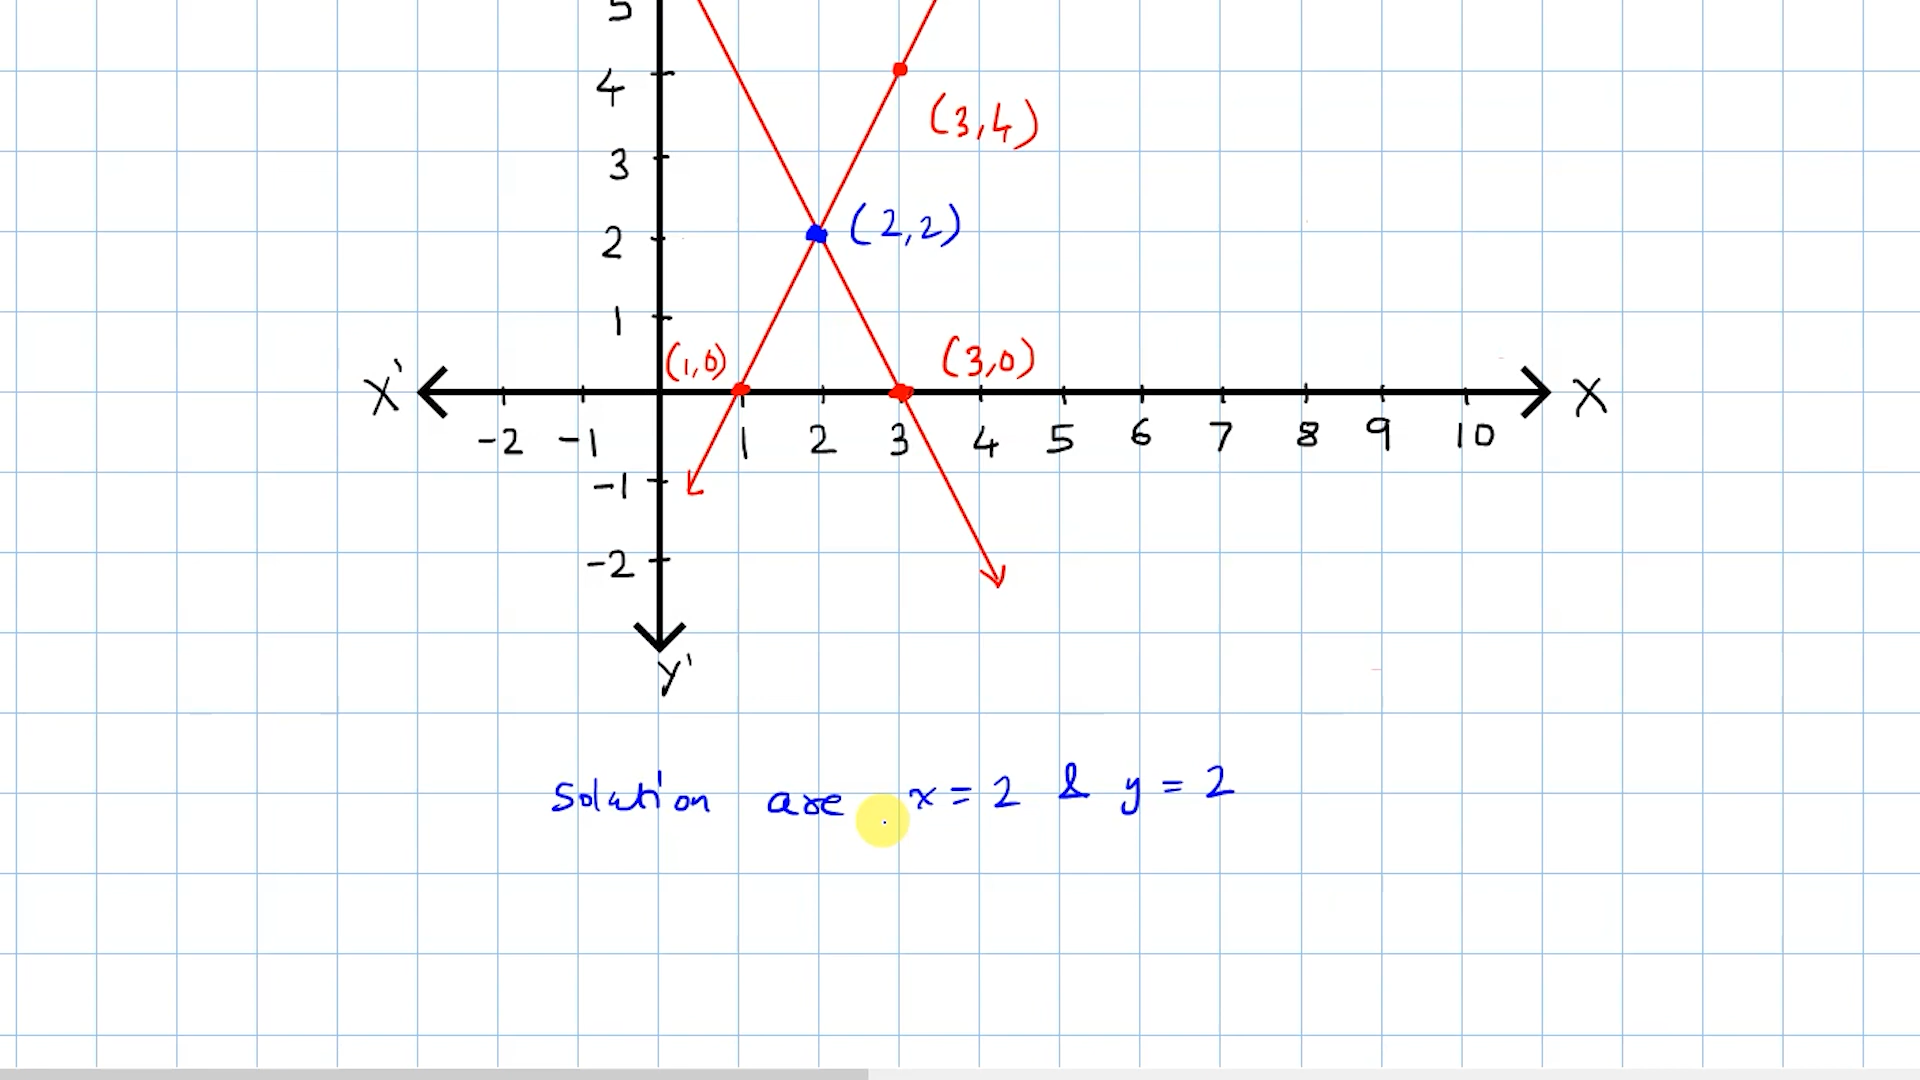 5
4
(3,4)
3
2
(2,2)
1
(1,0)
(3,0)
X'
X
-2 -1 1 2 3 4 5 6 7 8 9 10
-1
-2
y'
Solution are x = 2 & y = 2